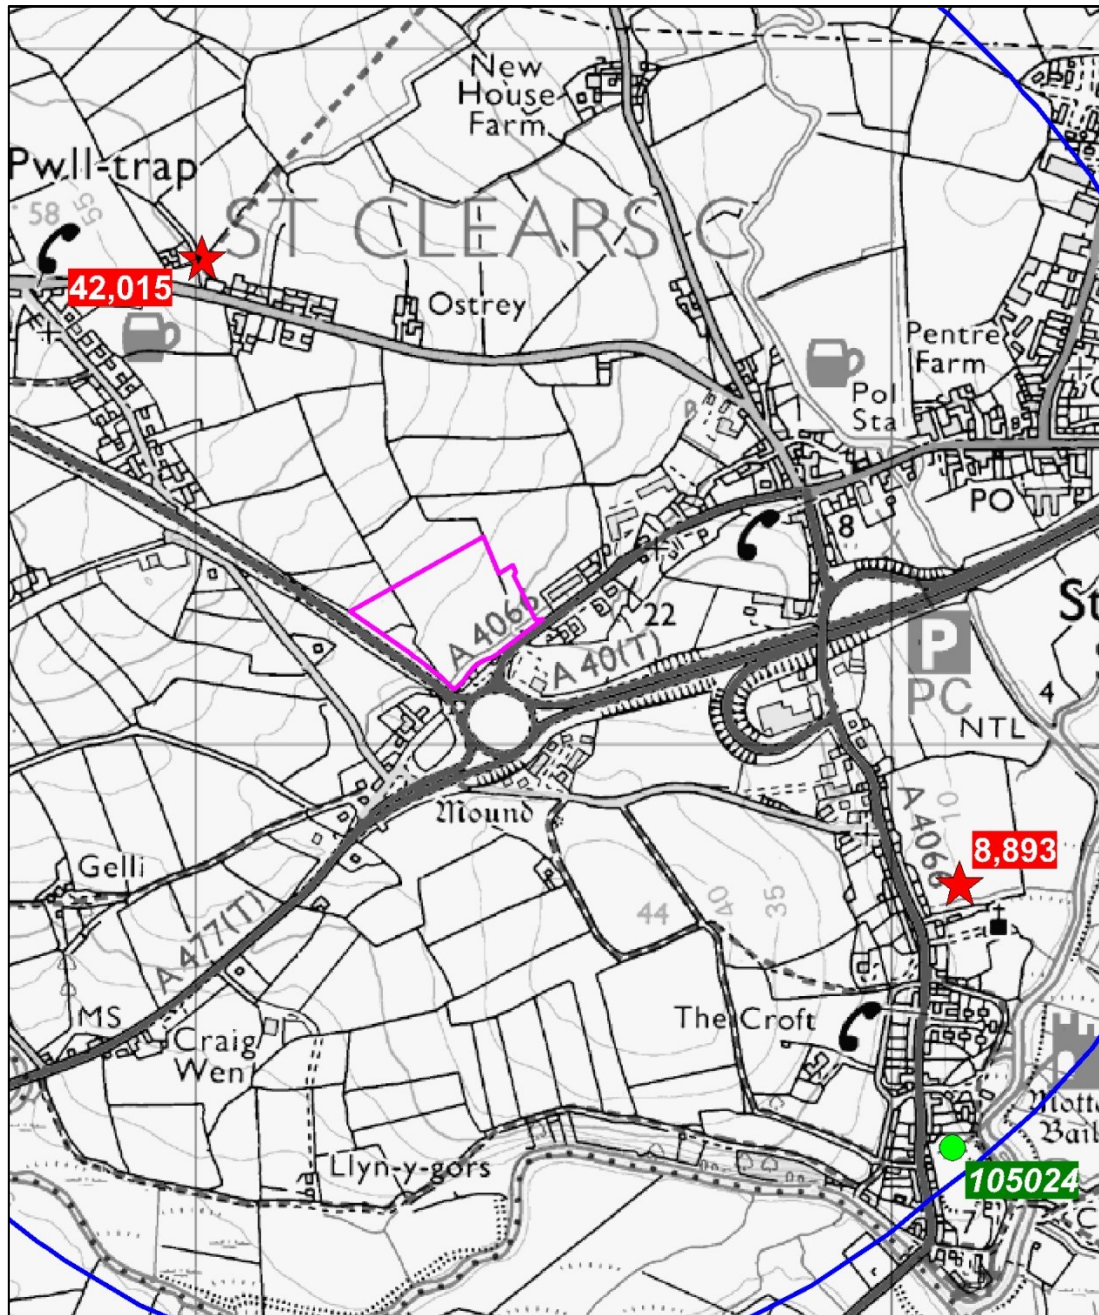 New
House
Farm
Pwll-trap
58
55
ST CLEARS C
42,015
Ostrey
Pentre
Farm
Pol
Sta
PO
8
22
A 4066
A 40(T)
St
P
PC
4
NTL
Mound
10
A 4066
8,893
Gelli
44
40
35
A 477(T)
MS
The Croft
Craig
Wen
Motte
Bail
Llyn-y-gors
105024
7